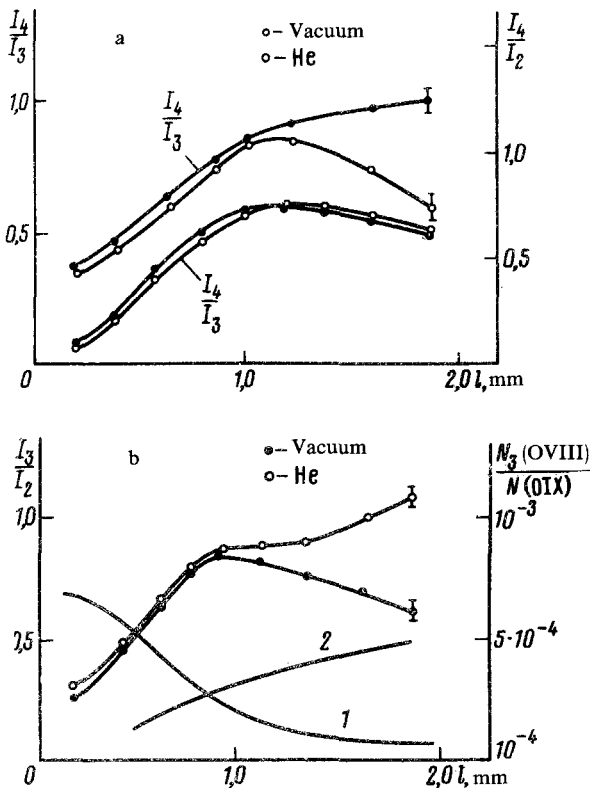 I₄/I₃
a
o– Vacuum
o– He
I₄/I₂
1,0
I₄/I₃
1,0
0,5
0,5
I₄/I₃
0
1,0
2,0 l, mm
I₃/I₂
b
●– Vacuum
o– He
N₃ (OVIII)/N (OIX)
1,0
10⁻³
0,5
2
5·10⁻⁴
1
10⁻⁴
0
1,0
2,0 l, mm